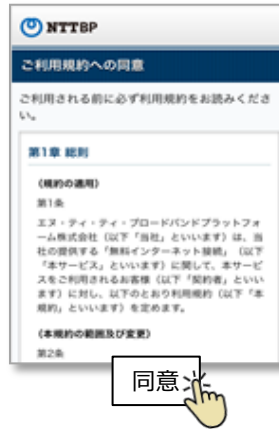 NTTBP
ご利用規約への同意
ご利用される前に必ず利用規約をお読みくださ
い。
第1章 総則
(規約の適用)
第1条
エヌ・ティ・ティ・ブロードバンドプラットフォ
ーム株式会社（以下「当社」といいます）は、当
社の提供する「無料インターネット接続」（以下
「本サービス」といいます）に関して、本サービ
スをご利用されるお客様（以下「契約者」といい
ます）に対し、以下のとおり利用規約（以下「本
規約」といいます）を定めます。
(本規約の範囲及び変更)
第2条
同意